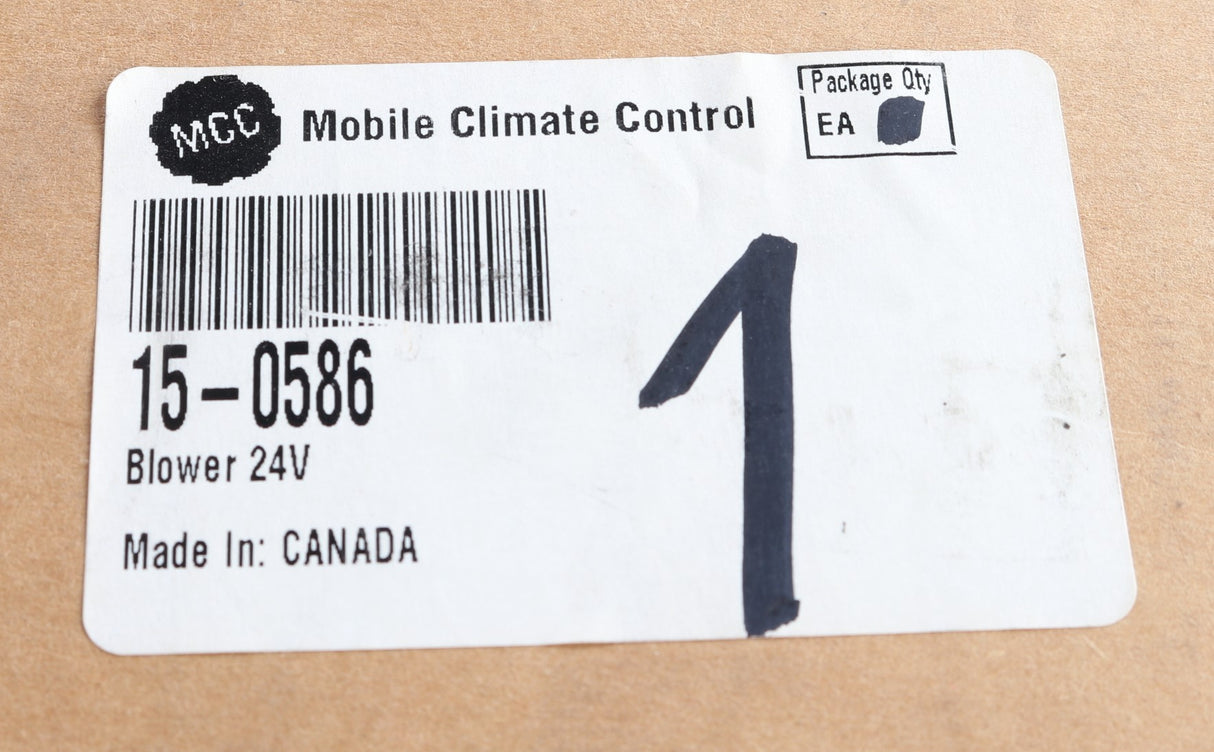 MCC
Mobile Climate Control
Package Qty
EA
15-0586
Blower 24V
Made In: CANADA
1